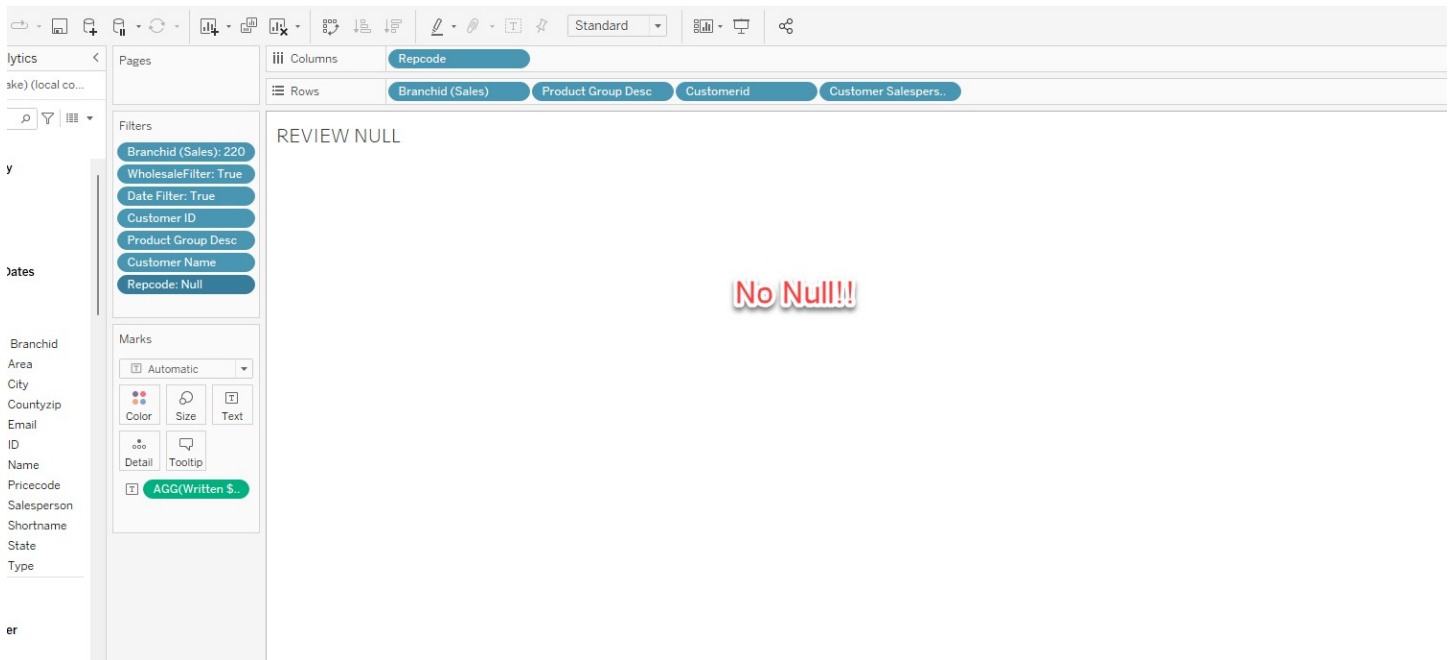 Standard
lytics
ake) (local co...
y
Dates
Branchid
Area
City
Countyzip
Email
ID
Name
Pricecode
Salesperson
Shortname
State
Type
er
Pages
Filters
Branchid (Sales): 220
WholesaleFilter: True
Date Filter: True
Customer ID
Product Group Desc
Customer Name
Repcode: Null
Marks
Automatic
Color Size Text
Detail Tooltip
AGG(Written $..
Columns Repcode
Rows Branchid (Sales) Product Group Desc Customerid Customer Salespers..
REVIEW NULL
No Null!!